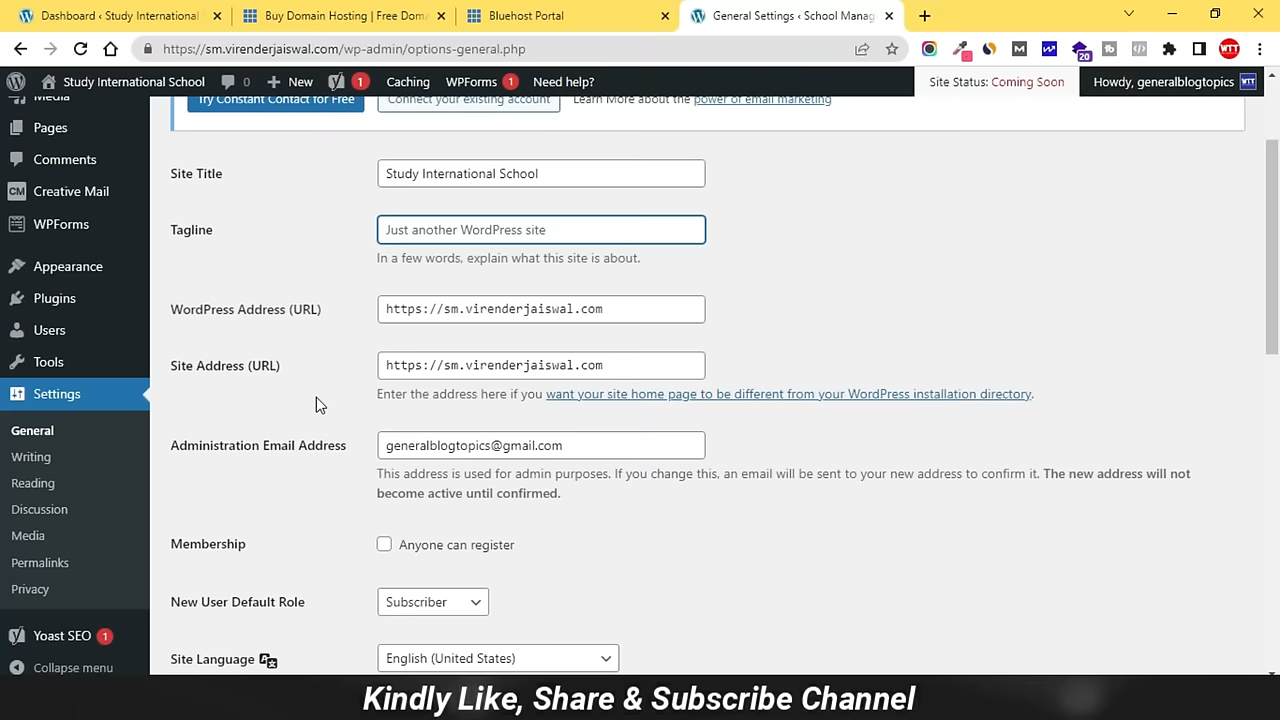 Dashboard ‹ Study International
Buy Domain Hosting | Free Dom
Bluehost Portal
General Settings ‹ School Manag
https://sm.virenderjaiswal.com/wp-admin/options-general.php
20
WTT
Study International School
0
New
1
Caching
WPForms 1
Need help?
Site Status: Coming Soon
Howdy, generalblogtopics
WTT
Media
Pages
Comments
CM Creative Mail
WPForms
Appearance
Plugins
Users
Tools
Settings
General
Writing
Reading
Discussion
Media
Permalinks
Privacy
Yoast SEO 1
Collapse menu
Try Constant Contact for Free
Connect your existing account
Learn More about the power of email marketing
Site Title
Study International School
Tagline
Just another WordPress site
In a few words, explain what this site is about.
WordPress Address (URL)
https://sm.virenderjaiswal.com
Site Address (URL)
https://sm.virenderjaiswal.com
Enter the address here if you want your site home page to be different from your WordPress installation directory.
Administration Email Address
generalblogtopics@gmail.com
This address is used for admin purposes. If you change this, an email will be sent to your new address to confirm it. The new address will not
become active until confirmed.
Membership
Anyone can register
New User Default Role
Subscriber
Site Language
English (United States)
Kindly Like, Share & Subscribe Channel